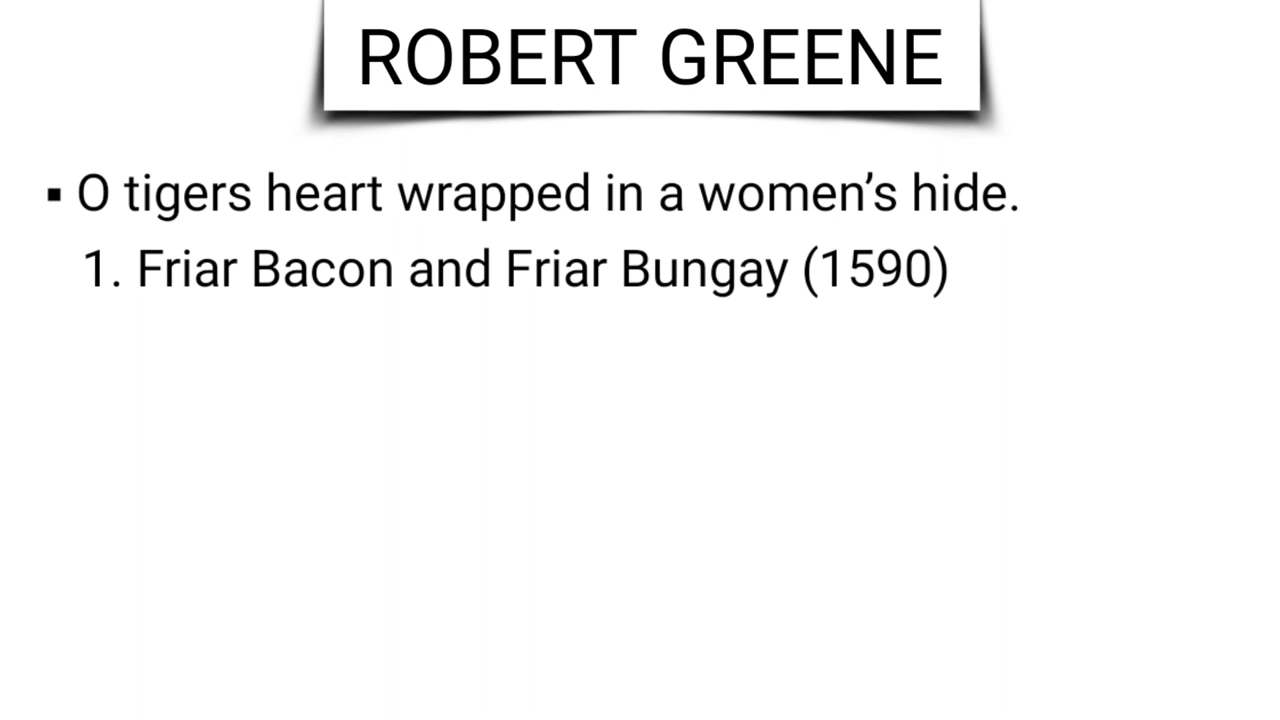 ROBERT GREENE
▪ O tigers heart wrapped in a women’s hide.
1. Friar Bacon and Friar Bungay (1590)